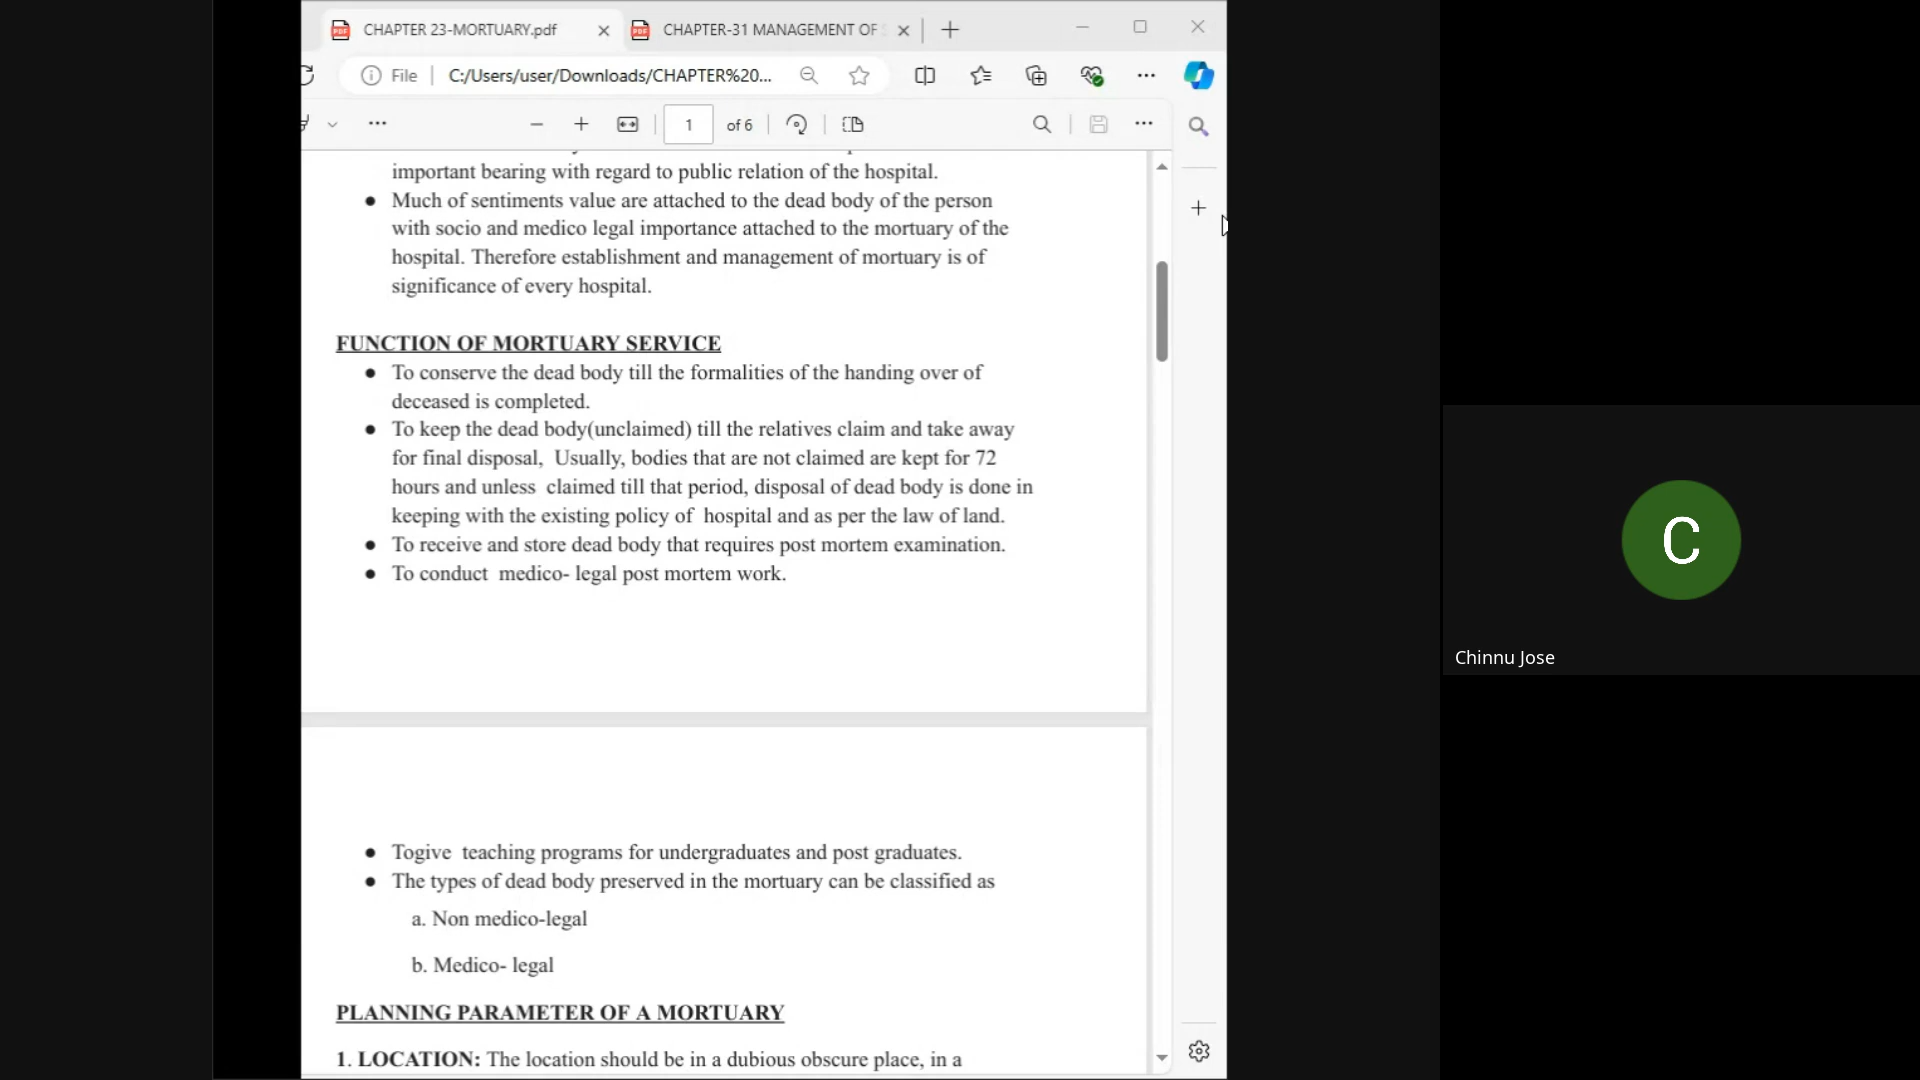 CHAPTER 23-MORTUARY.pdf
CHAPTER-31 MANAGEMENT OF
File
C:/Users/user/Downloads/CHAPTER%20...
1 of 6
important bearing with regard to public relation of the hospital.
● Much of sentiments value are attached to the dead body of the person
with socio and medico legal importance attached to the mortuary of the
hospital. Therefore establishment and management of mortuary is of
significance of every hospital.
FUNCTION OF MORTUARY SERVICE
● To conserve the dead body till the formalities of the handing over of
deceased is completed.
● To keep the dead body(unclaimed) till the relatives claim and take away
for final disposal,  Usually, bodies that are not claimed are kept for 72
hours and unless  claimed till that period, disposal of dead body is done in
keeping with the existing policy of  hospital and as per the law of land.
● To receive and store dead body that requires post mortem examination.
● To conduct  medico- legal post mortem work.
● Togive  teaching programs for undergraduates and post graduates.
● The types of dead body preserved in the mortuary can be classified as
a. Non medico-legal
b. Medico- legal
PLANNING PARAMETER OF A MORTUARY
1. LOCATION: The location should be in a dubious obscure place, in a
C
Chinnu Jose